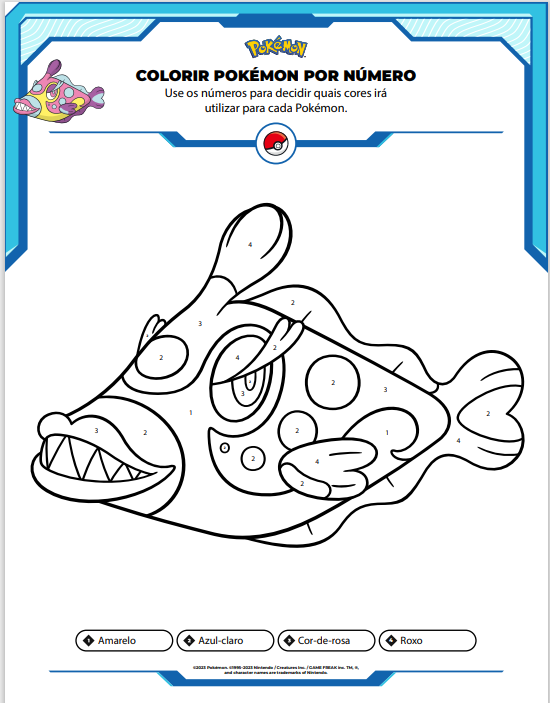 POKÉMON
COLORIR POKÉMON POR NÚMERO
Use os números para decidir quais cores irá
utilizar para cada Pokémon.
4
2
3
2
4
2
3
2
3
1
2
3
2
2
1
4
2
4
2
2
1 Amarelo
2 Azul-claro
3 Cor-de-rosa
4 Roxo
©2023 Pokémon. ©1995-2023 Nintendo / Creatures Inc. / GAME FREAK Inc. TM, ®,
and character names are trademarks of Nintendo.